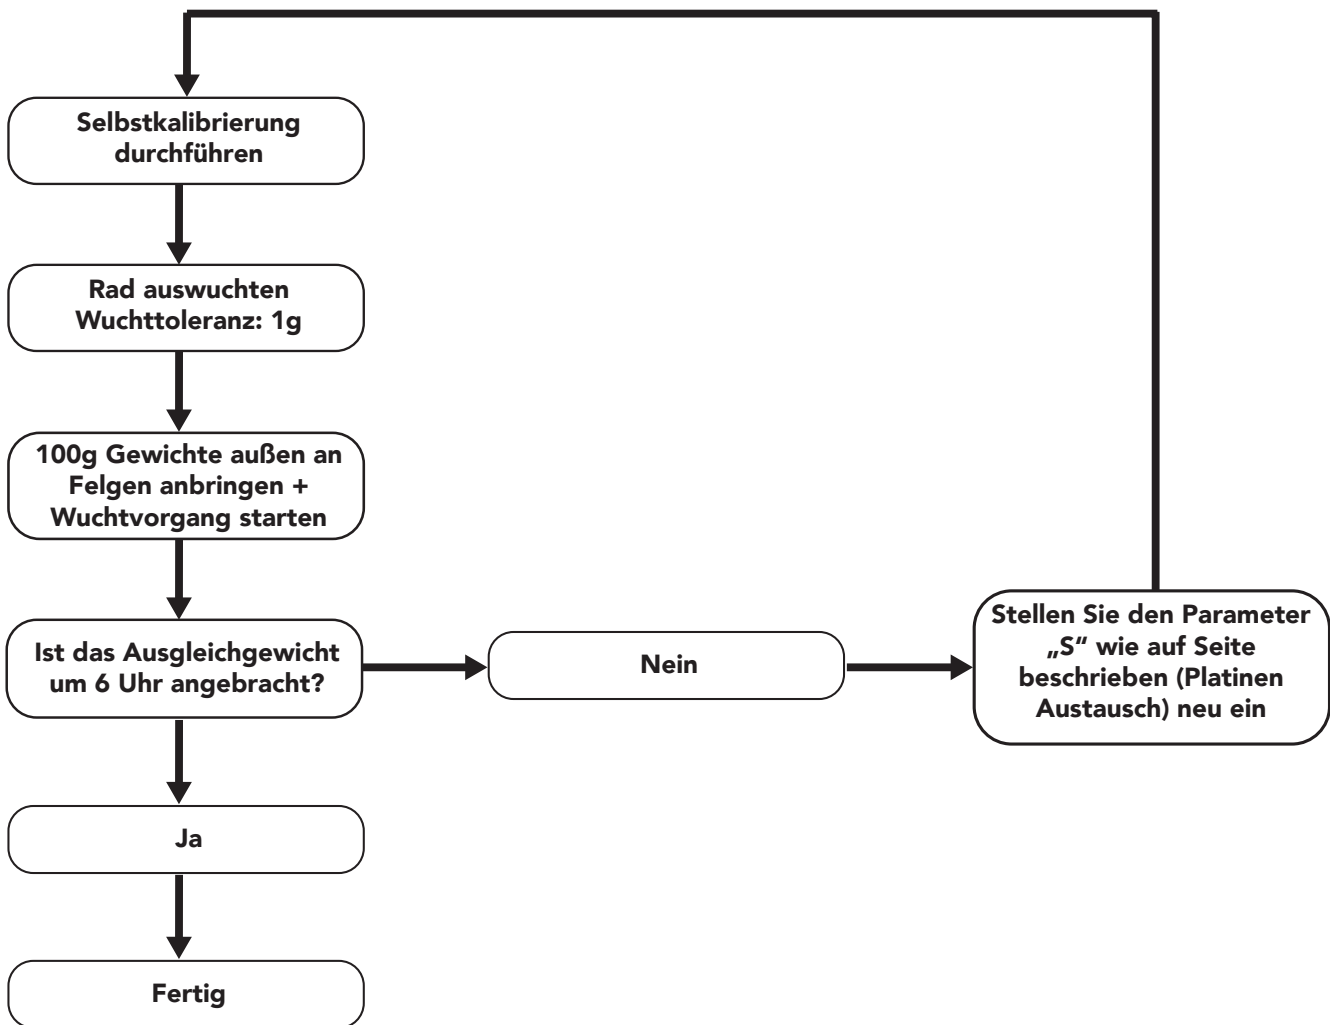 Selbstkalibrierung
durchführen
Rad auswuchten
Wuchttoleranz: 1g
100g Gewichte außen an
Felgen anbringen +
Wuchtvorgang starten
Ist das Ausgleichgewicht
um 6 Uhr angebracht?
Nein
Stellen Sie den Parameter
„S“ wie auf Seite
beschrieben (Platinen
Austausch) neu ein
Ja
Fertig